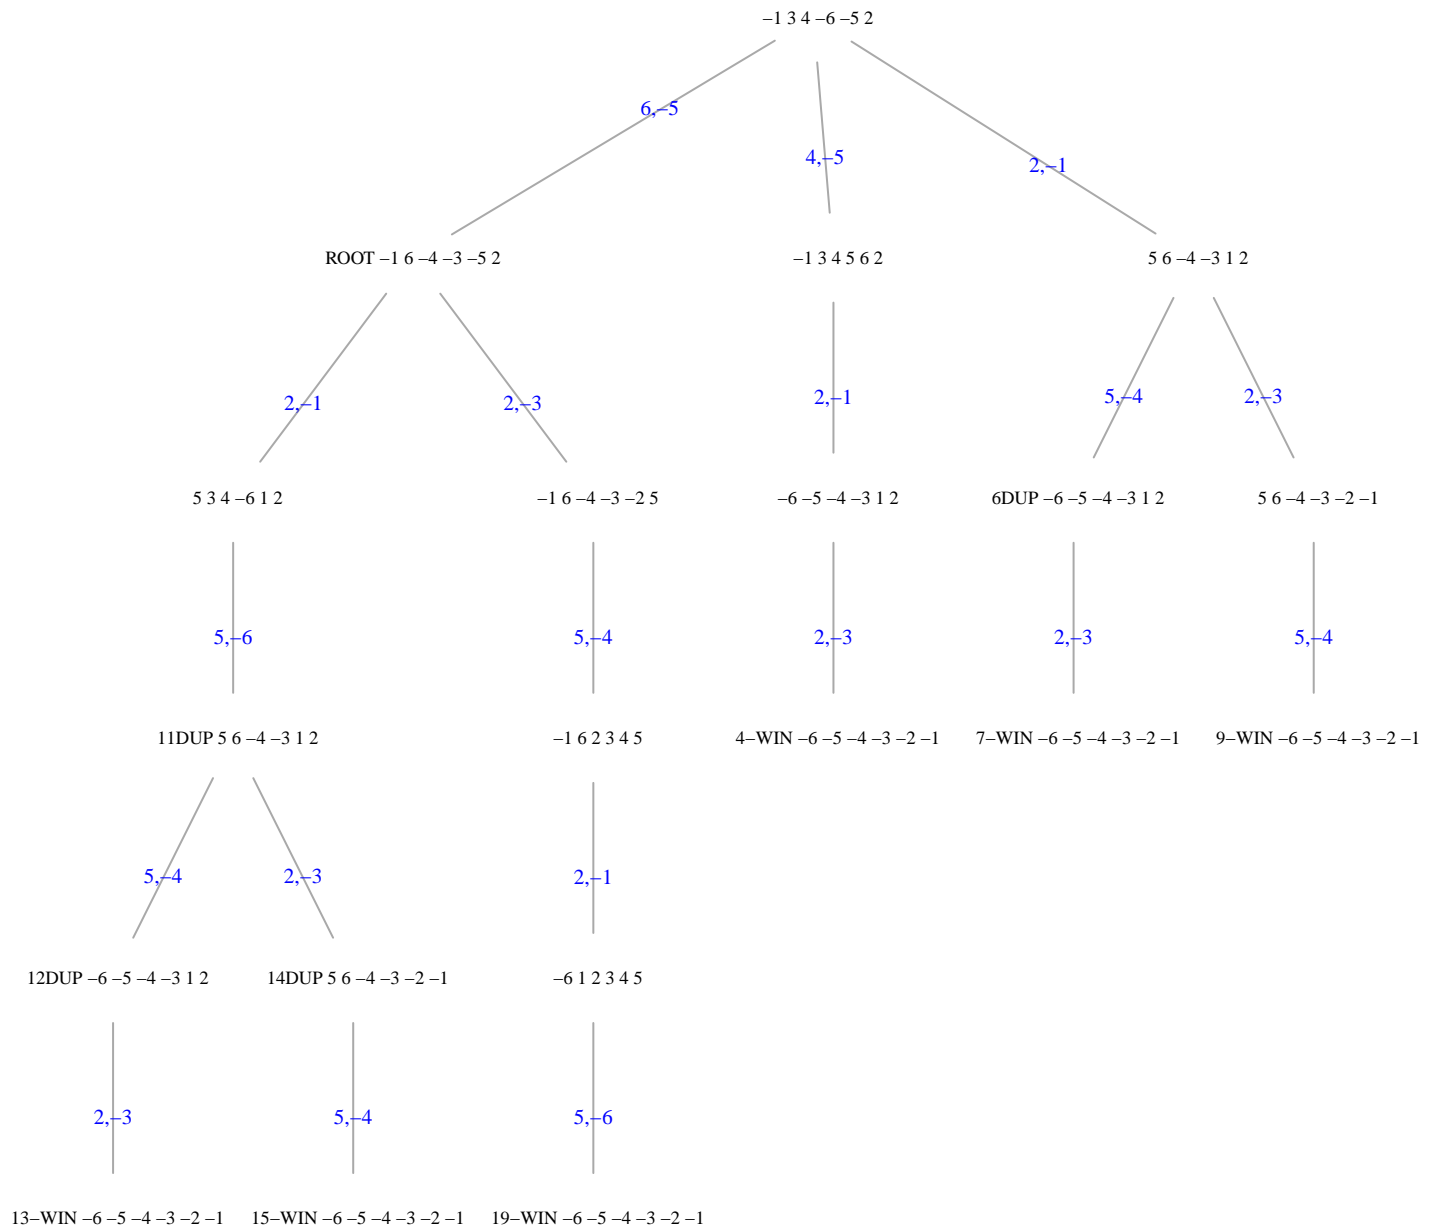 –1 3 4 –6 –5 2
6,–5
4,–5
2,–1
ROOT –1 6 –4 –3 –5 2
–1 3 4 5 6 2
5 6 –4 –3 1 2
2,–1
2,–3
2,–1
5,–4
2,–3
5 3 4 –6 1 2
–1 6 –4 –3 –2 5
–6 –5 –4 –3 1 2
6DUP –6 –5 –4 –3 1 2
5 6 –4 –3 –2 –1
5,–6
5,–4
2,–3
2,–3
5,–4
11DUP 5 6 –4 –3 1 2
–1 6 2 3 4 5
4–WIN –6 –5 –4 –3 –2 –1
7–WIN –6 –5 –4 –3 –2 –1
9–WIN –6 –5 –4 –3 –2 –1
5,–4
2,–3
2,–1
12DUP –6 –5 –4 –3 1 2
14DUP 5 6 –4 –3 –2 –1
–6 1 2 3 4 5
2,–3
5,–4
5,–6
13–WIN –6 –5 –4 –3 –2 –1
15–WIN –6 –5 –4 –3 –2 –1
19–WIN –6 –5 –4 –3 –2 –1